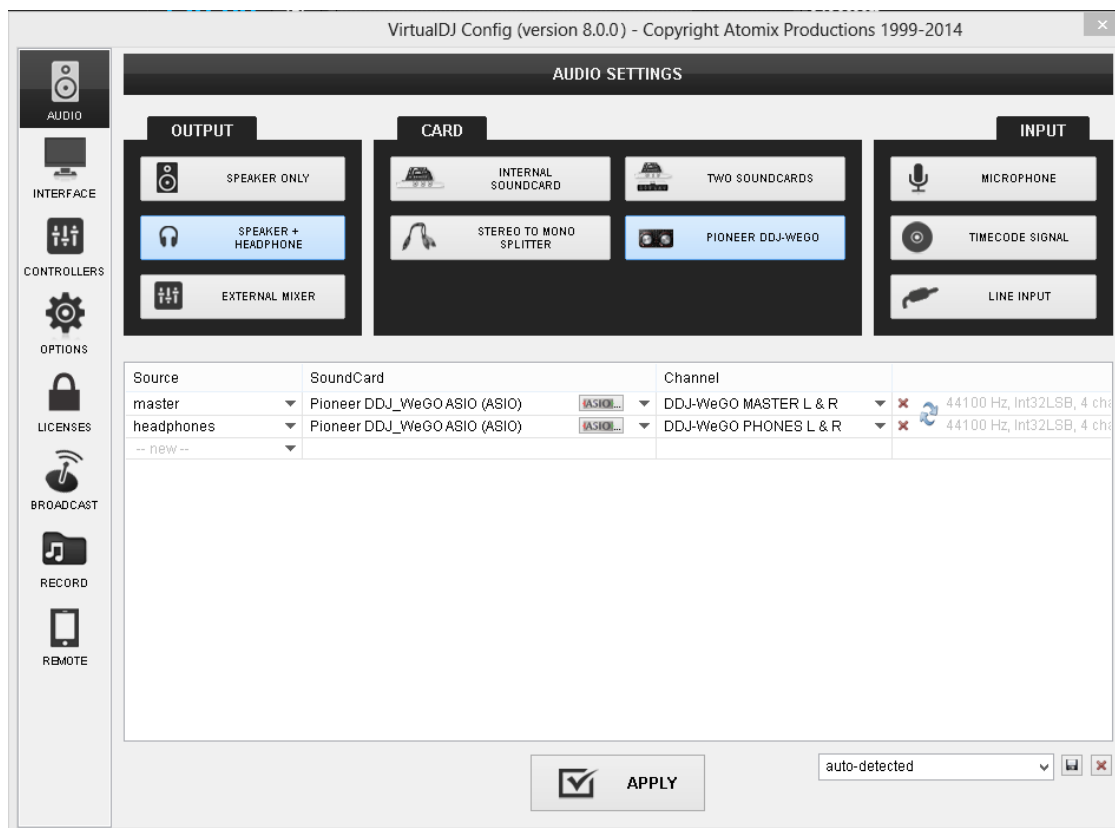 VirtualDJ Config (version 8.0.0) - Copyright Atomix Productions 1999-2014
AUDIO
INTERFACE
CONTROLLERS
OPTIONS
LICENSES
BROADCAST
RECORD
REMOTE
AUDIO SETTINGS
OUTPUT
SPEAKER ONLY
SPEAKER +
HEADPHONE
EXTERNAL MIXER
CARD
INTERNAL
SOUNDCARD
TWO SOUNDCARDS
STEREO TO MONO
SPLITTER
PIONEER DDJ-WEGO
INPUT
MICROPHONE
TIMECODE SIGNAL
LINE INPUT
Source SoundCard Channel
master Pioneer DDJ_WeGO ASIO (ASIO) ASIO... DDJ-WeGO MASTER L & R 44100 Hz, Int32LSB, 4 cha
headphones Pioneer DDJ_WeGO ASIO (ASIO) ASIO... DDJ-WeGO PHONES L & R 44100 Hz, Int32LSB, 4 cha
-- new --
APPLY
auto-detected